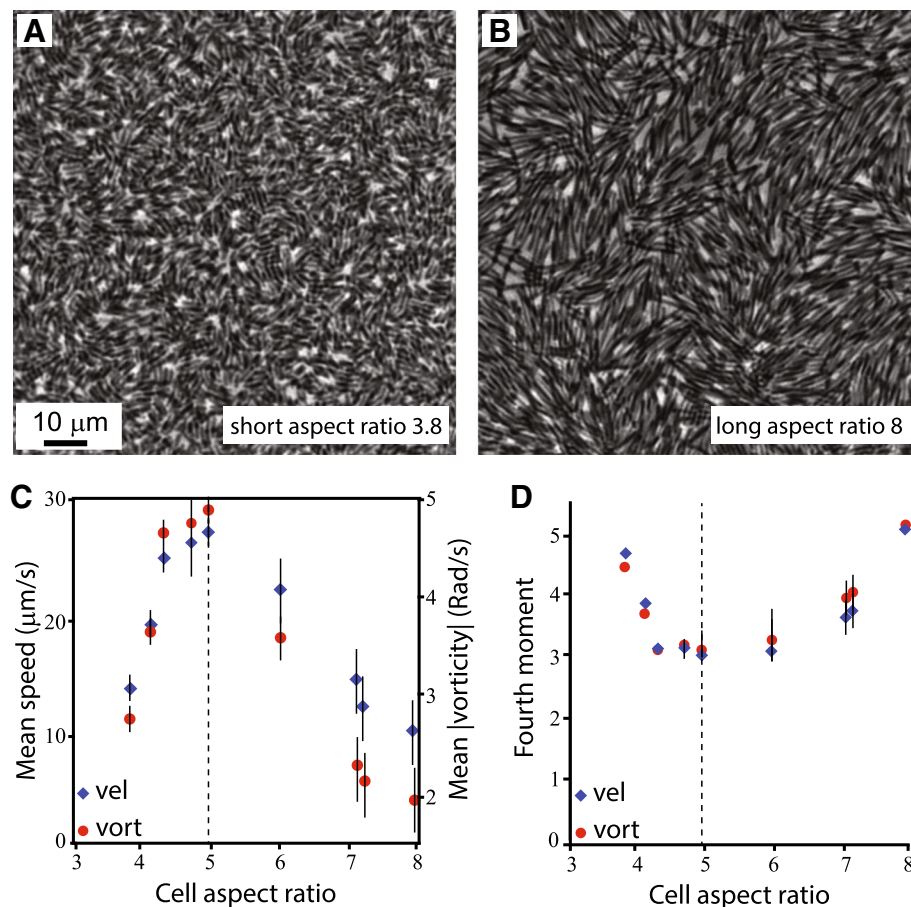 A
B
10 μm
short aspect ratio 3.8
long aspect ratio 8
C
D
30
20
10
0
Mean speed (μm/s)
5
4
3
2
Mean |vorticity| (Rad/s)
vel
vort
3 4 5 6 7 8
Cell aspect ratio
5
4
3
2
1
0
Fourth moment
vel
vort
3 4 5 6 7 8
Cell aspect ratio